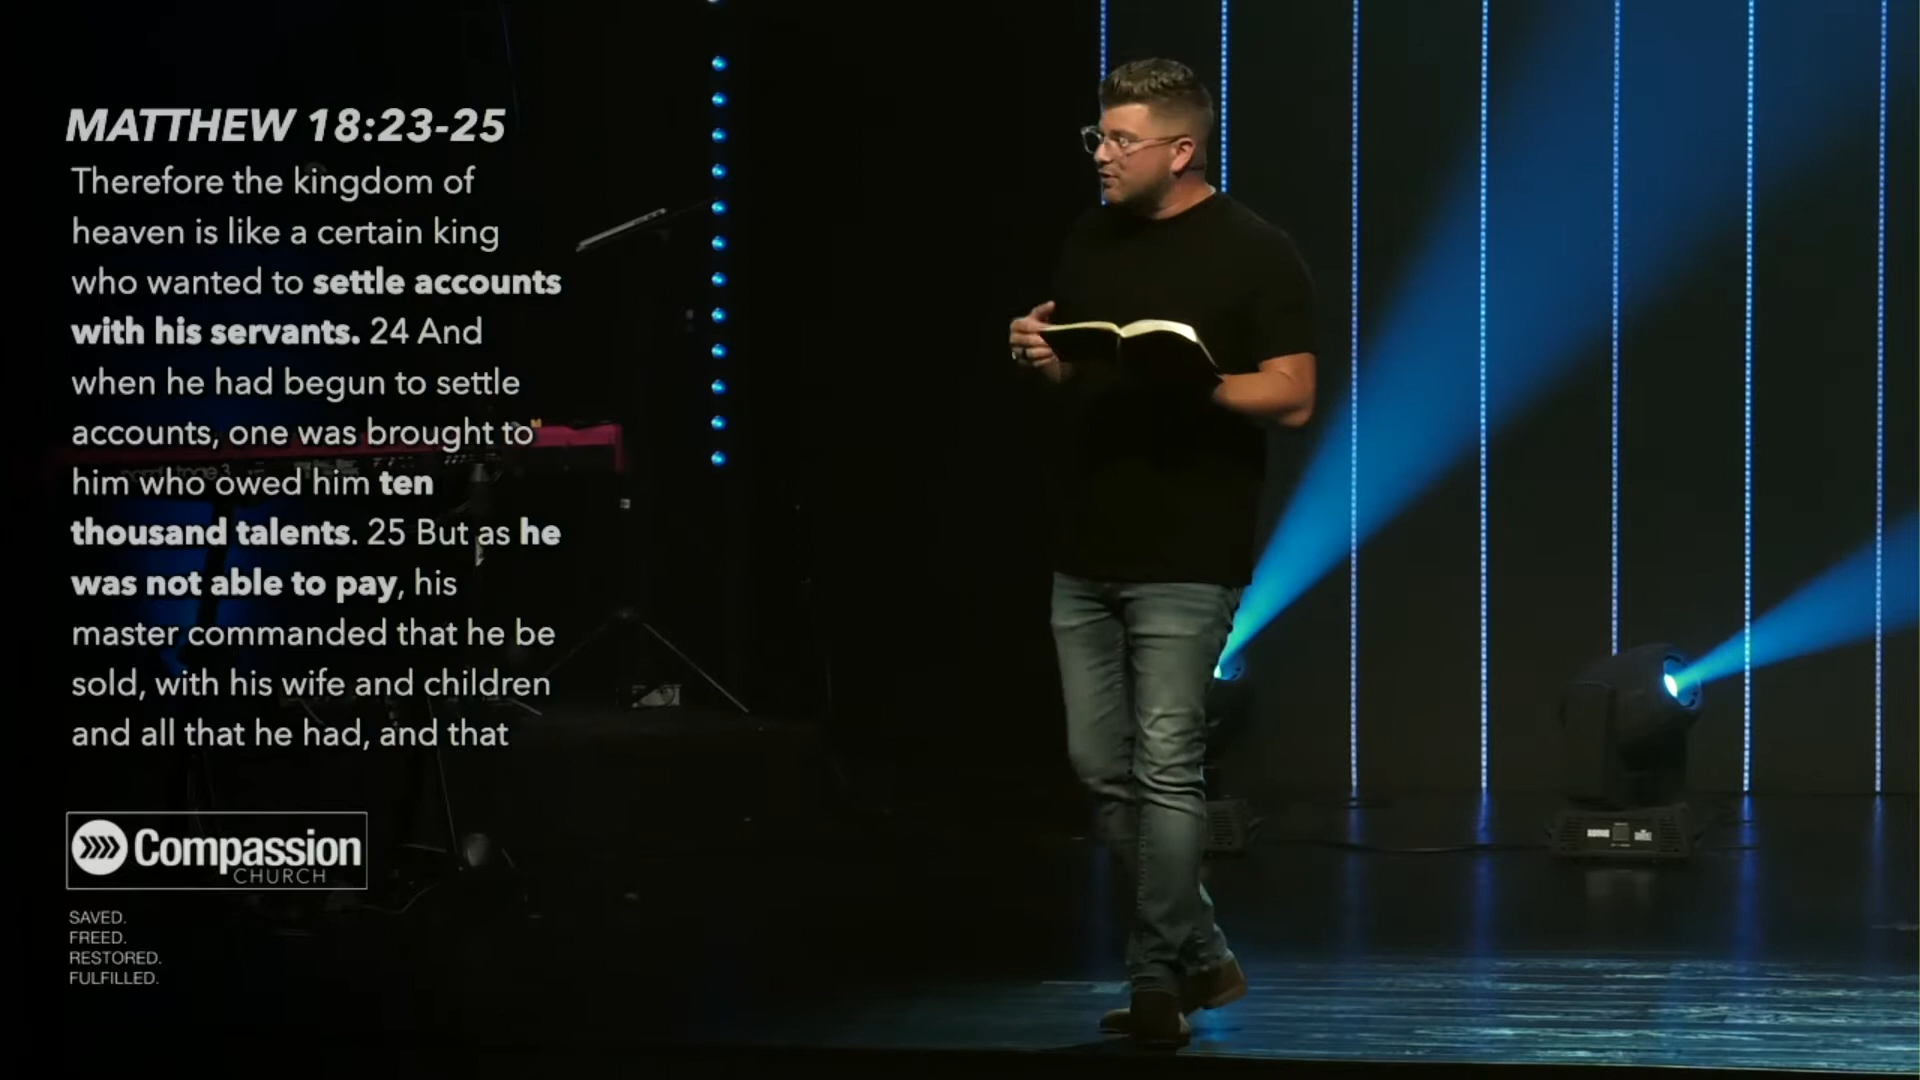 MATTHEW 18:23-25
Therefore the kingdom of
heaven is like a certain king
who wanted to settle accounts
with his servants. 24 And
when he had begun to settle
accounts, one was brought to
him who owed him ten
thousand talents. 25 But as he
was not able to pay, his
master commanded that he be
sold, with his wife and children
and all that he had, and that
Compassion
CHURCH
SAVED.
FREED.
RESTORED.
FULFILLED.